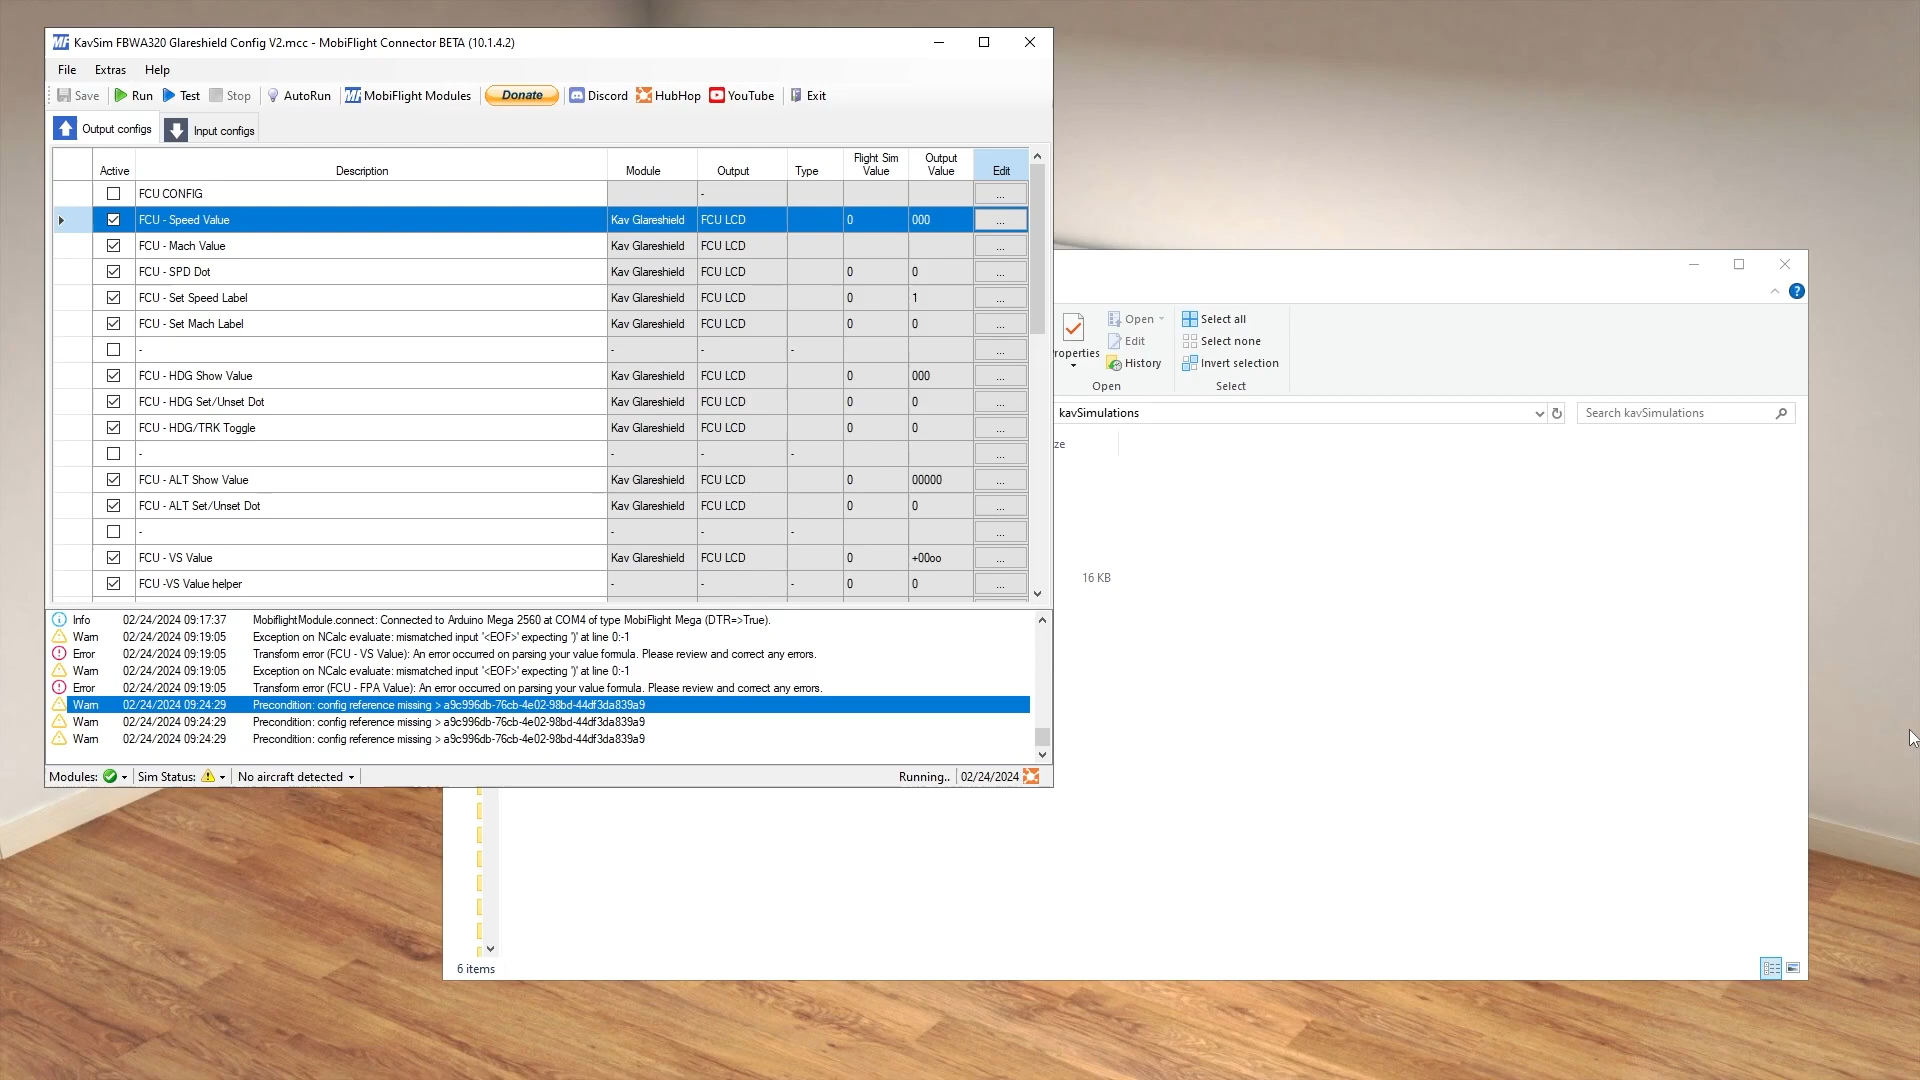 KavSim FBWA320 Glareshield Config V2.mcc - MobiFlight Connector BETA (10.1.4.2)
File Extras Help
Save Run Test Stop AutoRun MF MobiFlight Modules Donate Discord HubHop YouTube Exit
Output configs Input configs
Active Description Module Output Type Flight Sim Value Output Value Edit
FCU CONFIG - ...
FCU - Speed Value Kav Glareshield FCU LCD 0 000 ...
FCU - Mach Value Kav Glareshield FCU LCD ...
FCU - SPD Dot Kav Glareshield FCU LCD 0 0 ...
FCU - Set Speed Label Kav Glareshield FCU LCD 0 1 ...
FCU - Set Mach Label Kav Glareshield FCU LCD 0 0 ...
- - - - ...
FCU - HDG Show Value Kav Glareshield FCU LCD 0 000 ...
FCU - HDG Set/Unset Dot Kav Glareshield FCU LCD 0 0 ...
FCU - HDG/TRK Toggle Kav Glareshield FCU LCD 0 0 ...
- - - - ...
FCU - ALT Show Value Kav Glareshield FCU LCD 0 00000 ...
FCU - ALT Set/Unset Dot Kav Glareshield FCU LCD 0 0 ...
- - - - ...
FCU - VS Value Kav Glareshield FCU LCD 0 +00oo ...
FCU -VS Value helper - - - 0 0 ...
Info 02/24/2024 09:17:37 MobiflightModule.connect: Connected to Arduino Mega 2560 at COM4 of type MobiFlight Mega (DTR=>True).
Warn 02/24/2024 09:19:05 Exception on NCalc evaluate: mismatched input '<EOF>' expecting ')' at line 0:-1
Error 02/24/2024 09:19:05 Transform error (FCU - VS Value): An error occurred on parsing your value formula. Please review and correct any errors.
Warn 02/24/2024 09:19:05 Exception on NCalc evaluate: mismatched input '<EOF>' expecting ')' at line 0:-1
Error 02/24/2024 09:19:05 Transform error (FCU - FPA Value): An error occurred on parsing your value formula. Please review and correct any errors.
Warn 02/24/2024 09:24:29 Precondition: config reference missing > a9c996db-76cb-4e02-98bd-44df3da839a9
Warn 02/24/2024 09:24:29 Precondition: config reference missing > a9c996db-76cb-4e02-98bd-44df3da839a9
Warn 02/24/2024 09:24:29 Precondition: config reference missing > a9c996db-76cb-4e02-98bd-44df3da839a9
Modules: Sim Status: No aircraft detected Running.. 02/24/2024
roperties
Open
Edit
History
Open
Select all
Select none
Invert selection
Select
kavSimulations
Search kavSimulations
ze
16 KB
6 items